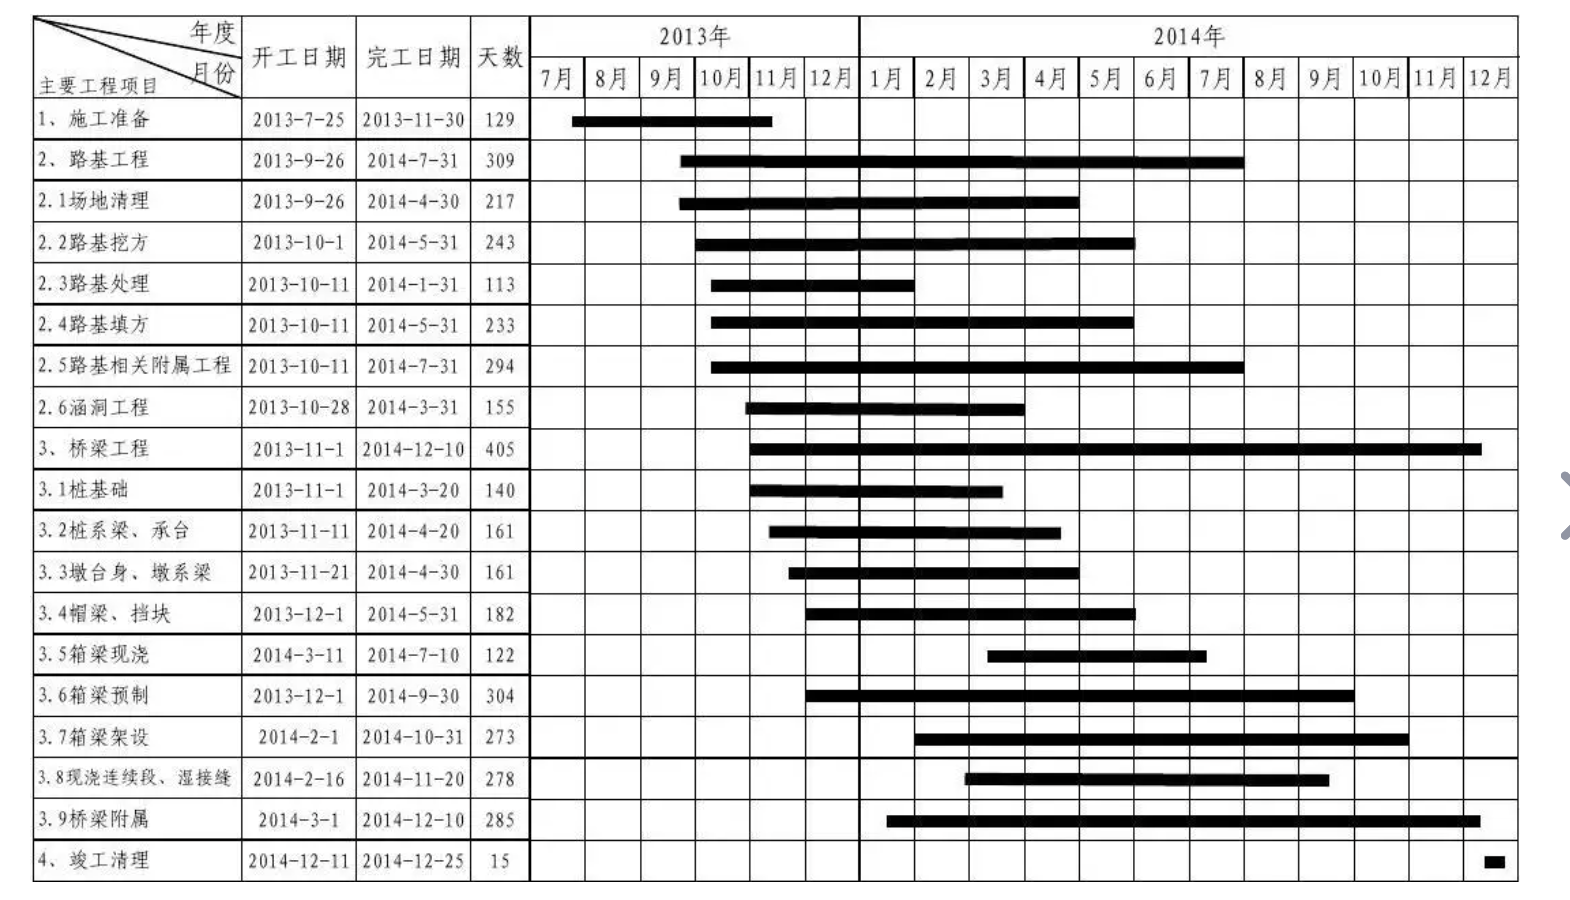 年度
月份
主要工程项目
开工日期 完工日期 天数
2013年 2014年
7月 8月 9月 10月 11月 12月 1月 2月 3月 4月 5月 6月 7月 8月 9月 10月 11月 12月
1、施工准备 2013-7-25 2013-11-30 129
2、路基工程 2013-9-26 2014-7-31 309
2.1场地清理 2013-9-26 2014-4-30 217
2.2路基挖方 2013-10-1 2014-5-31 243
2.3路基处理 2013-10-11 2014-1-31 113
2.4路基填方 2013-10-11 2014-5-31 233
2.5路基相关附属工程 2013-10-11 2014-7-31 294
2.6涵洞工程 2013-10-28 2014-3-31 155
3、桥梁工程 2013-11-1 2014-12-10 405
3.1桩基础 2013-11-1 2014-3-20 140
3.2桩系梁、承台 2013-11-11 2014-4-20 161
3.3墩台身、墩系梁 2013-11-21 2014-4-30 161
3.4帽梁、挡块 2013-12-1 2014-5-31 182
3.5箱梁现浇 2014-3-11 2014-7-10 122
3.6箱梁预制 2013-12-1 2014-9-30 304
3.7箱梁架设 2014-2-1 2014-10-31 273
3.8现浇连续段、湿接缝 2014-2-16 2014-11-20 278
3.9桥梁附属 2014-3-1 2014-12-10 285
4、竣工清理 2014-12-11 2014-12-25 15